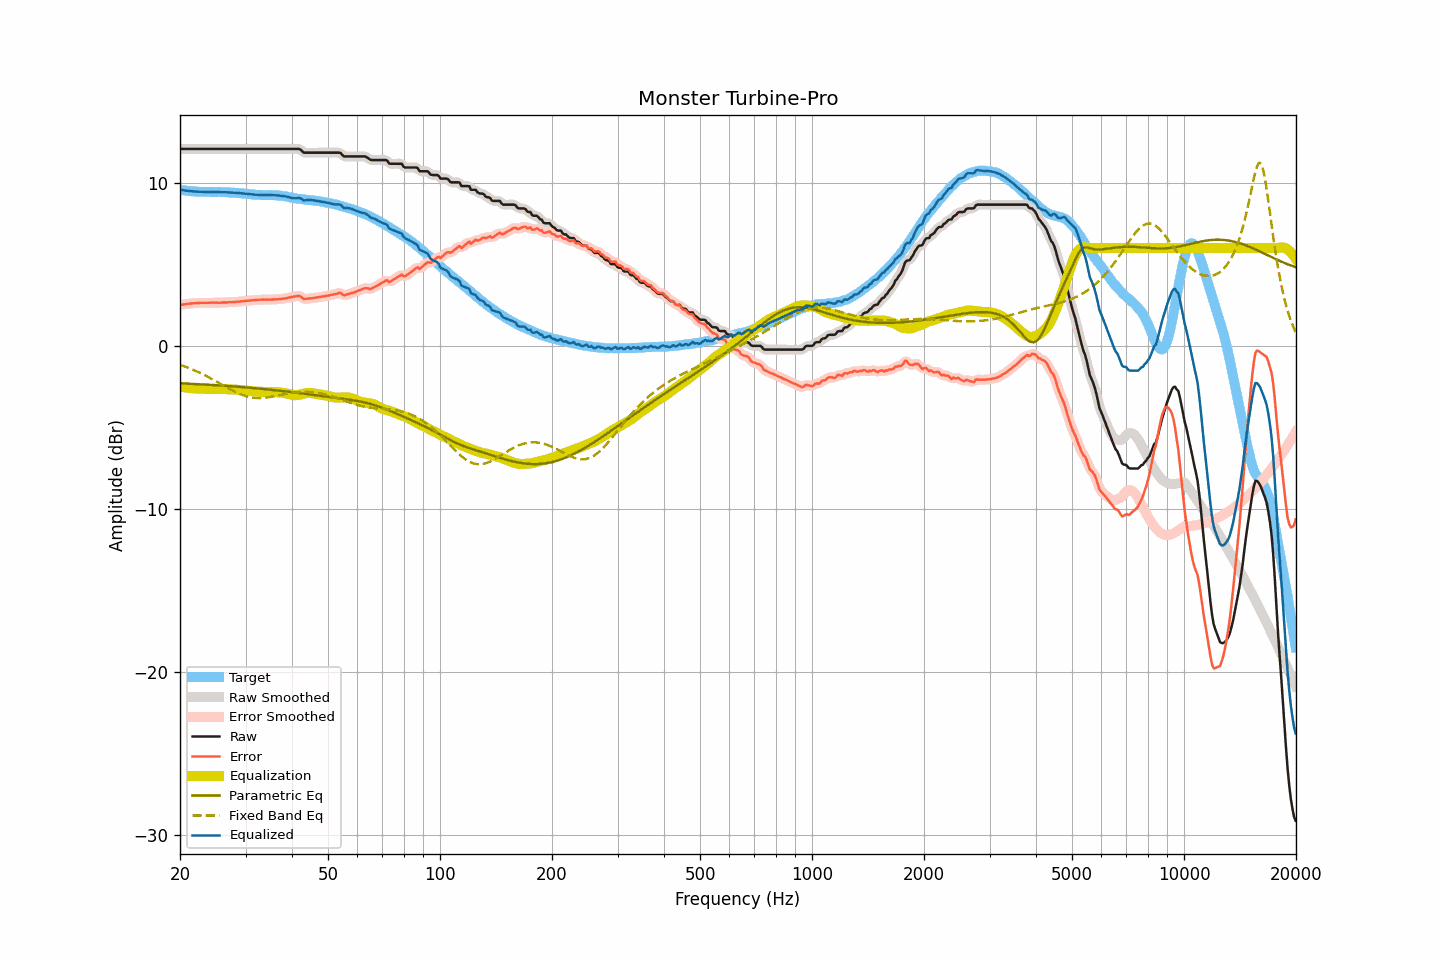 Monster Turbine-Pro
Amplitude (dBr)
10
0
−10
−20
−30
Target
Raw Smoothed
Error Smoothed
Raw
Error
Equalization
Parametric Eq
Fixed Band Eq
Equalized
20 50 100 200 500 1000 2000 5000 10000 20000
Frequency (Hz)